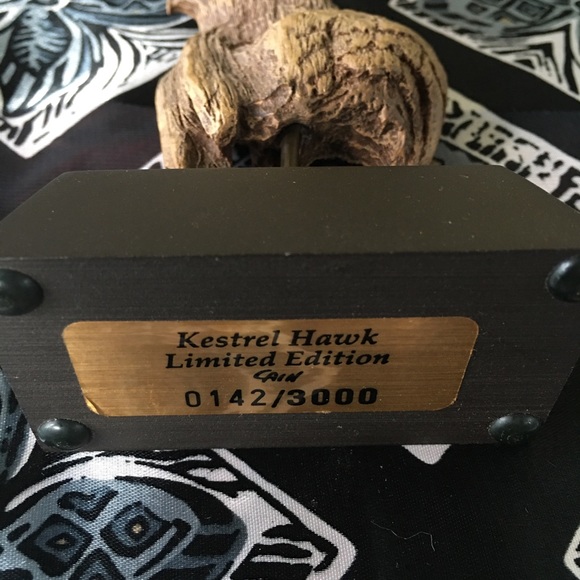 Kestrel Hawk
Limited Edition
CAIN
0142/3000